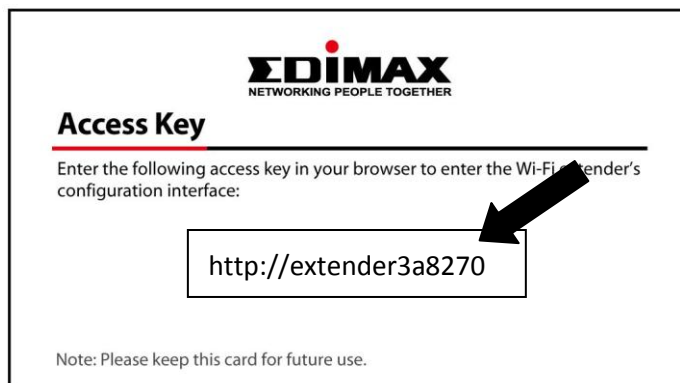 EDiMAX
NETWORKING PEOPLE TOGETHER
Access Key
Enter the following access key in your browser to enter the Wi-Fi tender's
configuration interface:
http://extender3a8270
Note: Please keep this card for future use.